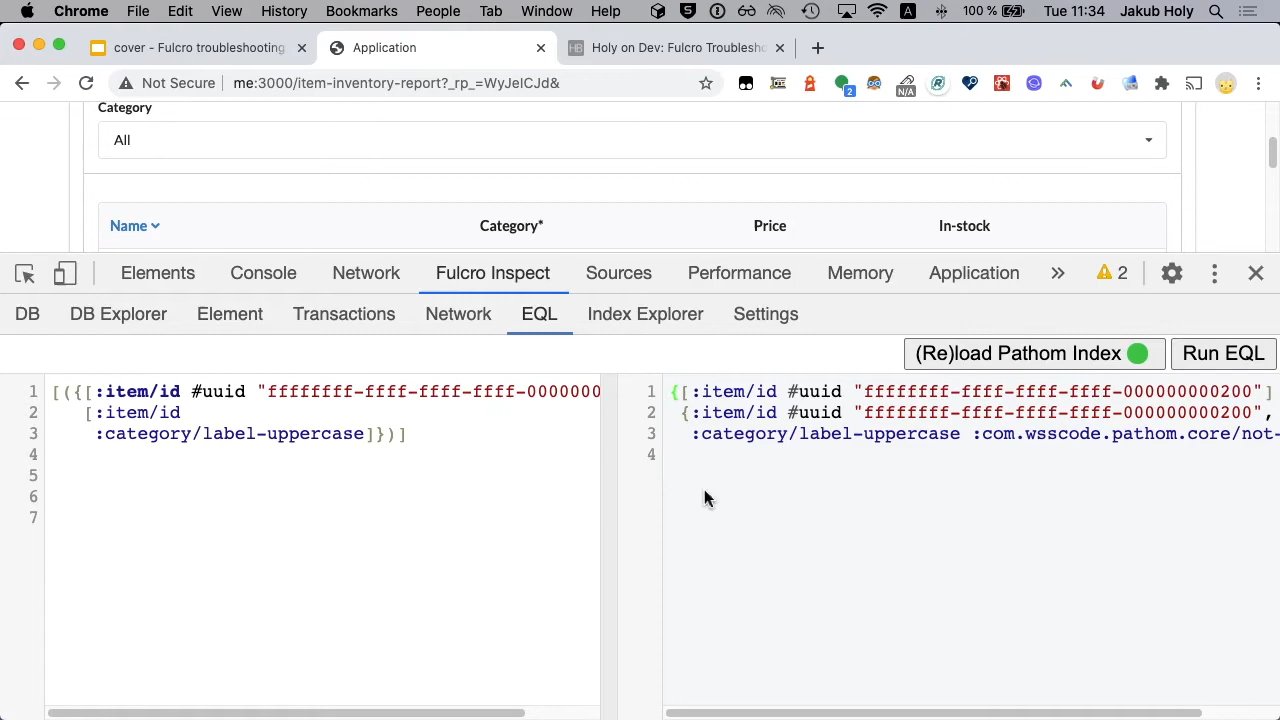 Chrome File Edit View History Bookmarks People Tab Window Help A 100 % Tue 11:34 Jakub Holy
cover - Fulcro troubleshooting × Application × Holy on Dev: Fulcro Troublesh × +
Not Secure me:3000/item-inventory-report?_rp_=WyJeICJd& 2 N/A
Category
All
Name Category* Price In-stock
Elements Console Network Fulcro Inspect Sources Performance Memory Application » 2
DB DB Explorer Element Transactions Network EQL Index Explorer Settings
(Re)load Pathom Index Run EQL
1 [({[:item/id #uuid "ffffffff-ffff-ffff-ffff-0000000
2 [:item/id
3 :category/label-uppercase]})]
4
5
6
7
1 {[:item/id #uuid "ffffffff-ffff-ffff-ffff-000000000200"]
2 {:item/id #uuid "ffffffff-ffff-ffff-ffff-000000000200",
3 :category/label-uppercase :com.wsscode.pathom.core/not-
4